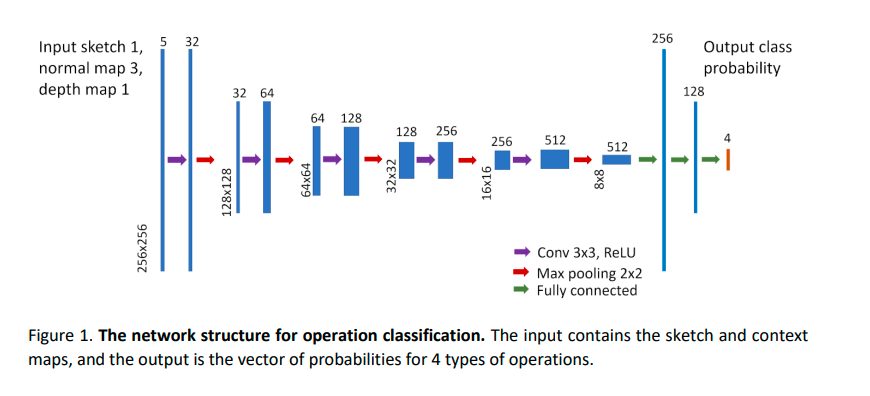 Input sketch 1,
normal map 3,
depth map 1
5 32
256x256
32 64
128x128
64 128
64x64
128 256
32x32
256 512
16x16
512
8x8
256
128
4
Output class
probability
Conv 3x3, ReLU
Max pooling 2x2
Fully connected
Figure 1. The network structure for operation classification. The input contains the sketch and context
maps, and the output is the vector of probabilities for 4 types of operations.